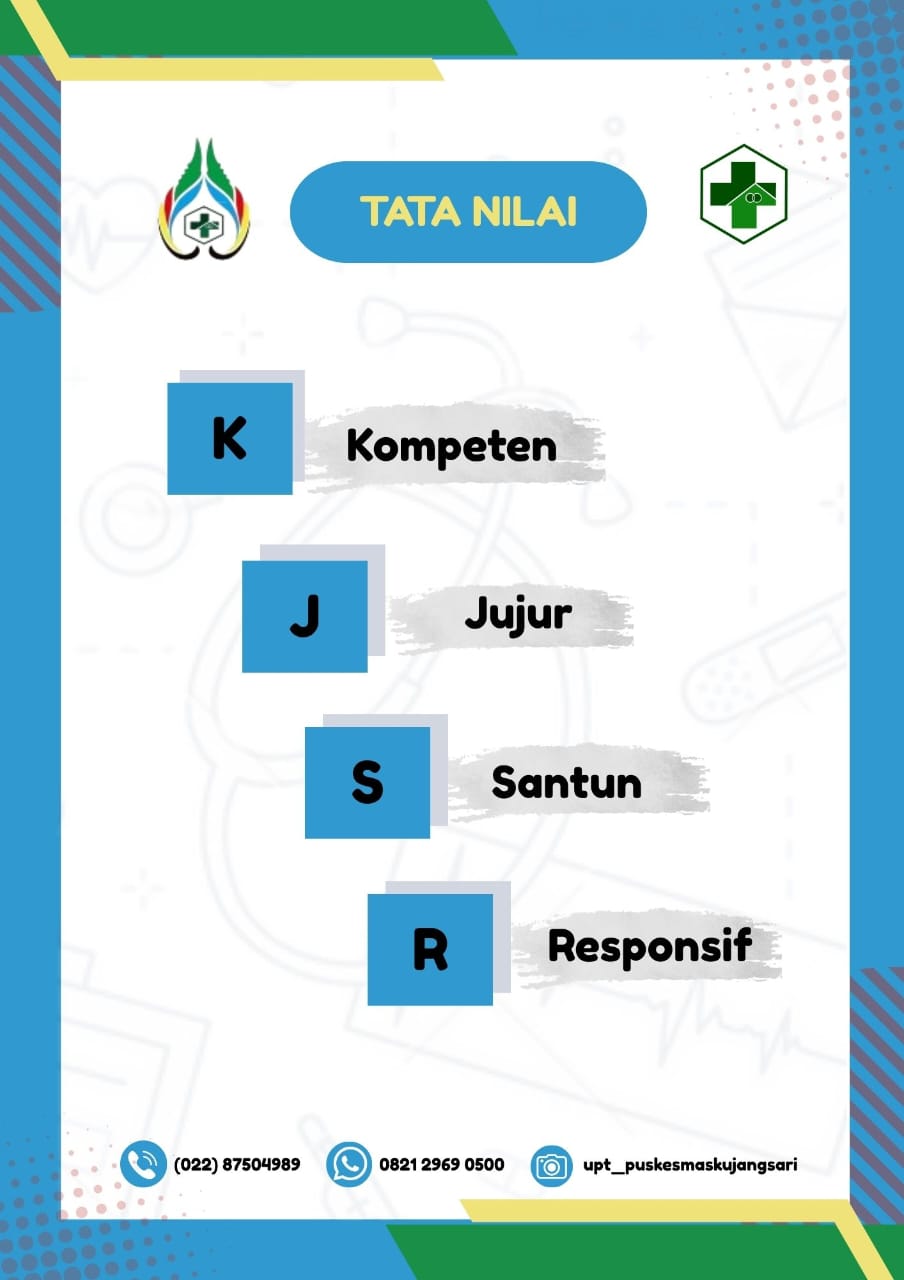 TATA NILAI
K
Kompeten
J
Jujur
S
Santun
R
Responsif
(022) 87504989
0821 2969 0500
upt_puskesmaskujangsari